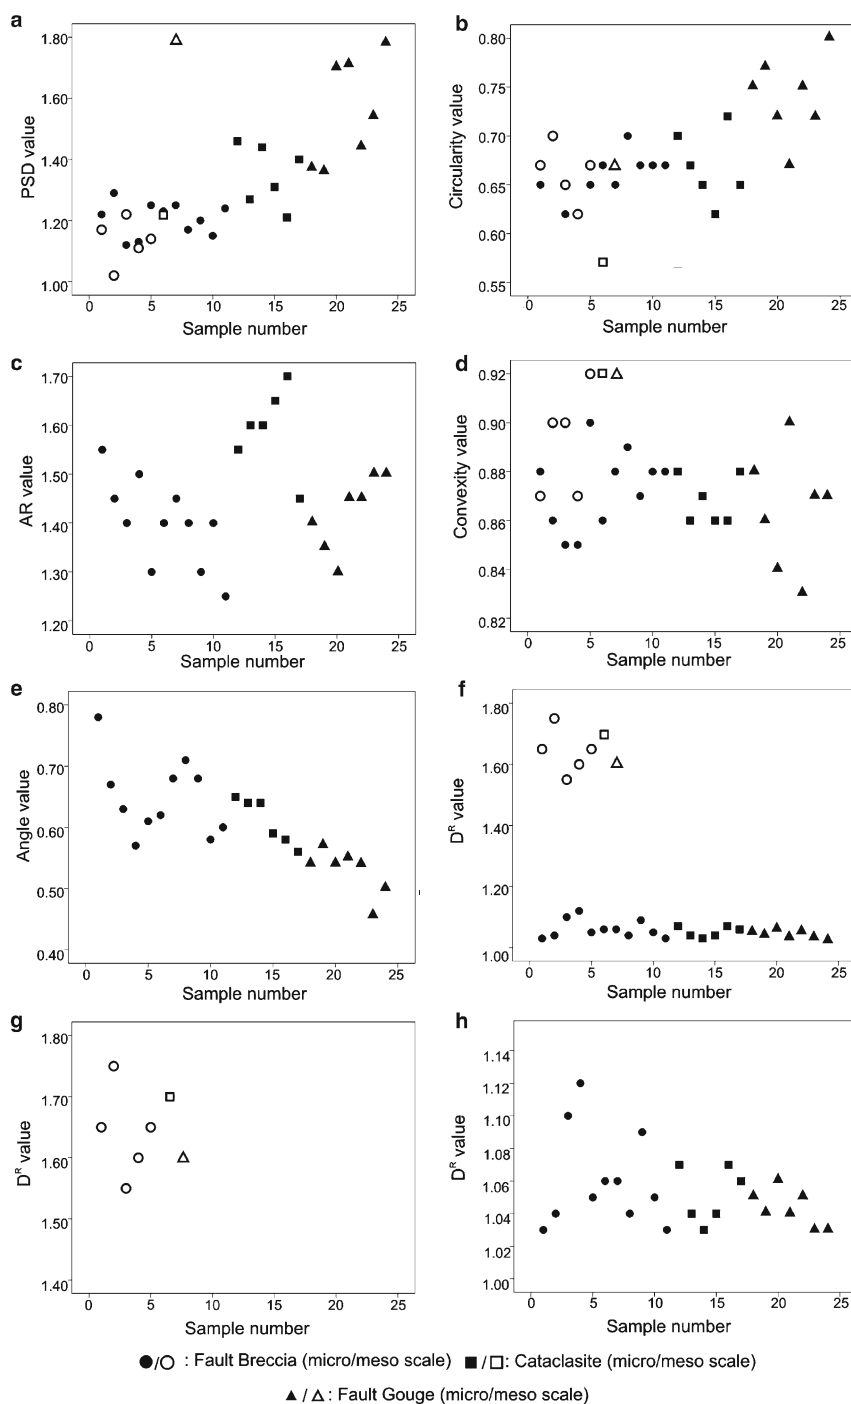 a
1.80
1.60
1.40
1.20
1.00
PSD value
0 5 10 15 20 25
Sample number
b
0.80
0.75
0.70
0.65
0.60
0.55
Circularity value
0 5 10 15 20 25
Sample number
c
1.70
1.60
1.50
1.40
1.30
1.20
AR value
0 5 10 15 20 25
Sample number
d
0.92
0.90
0.88
0.86
0.84
0.82
Convexity value
0 5 10 15 20 25
Sample number
e
0.80
0.70
0.60
0.50
0.40
Angle value
0 5 10 15 20 25
Sample number
f
1.80
1.60
1.40
1.20
1.00
Dᴿ value
0 5 10 15 20 25
Sample number
g
1.80
1.70
1.60
1.50
1.40
Dᴿ value
0 5 10 15 20 25
Sample number
h
1.14
1.12
1.10
1.08
1.06
1.04
1.02
1.00
Dᴿ value
0 5 10 15 20 25
Sample number
●/○ : Fault Breccia (micro/meso scale) ■/□: Cataclasite (micro/meso scale)
▲/△: Fault Gouge (micro/meso scale)